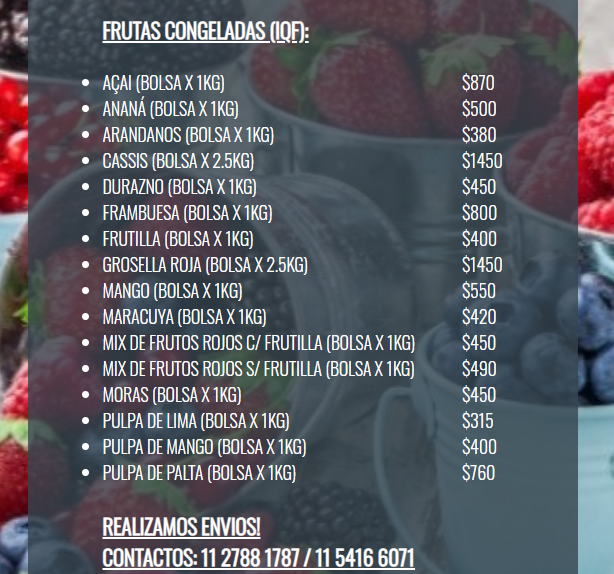 FRUTAS CONGELADAS (IQF):
• AÇAI (BOLSA X 1KG) $870
• ANANÁ (BOLSA X 1KG) $500
• ARANDANOS (BOLSA X 1KG) $380
• CASSIS (BOLSA X 2.5KG) $1450
• DURAZNO (BOLSA X 1KG) $450
• FRAMBUESA (BOLSA X 1KG) $800
• FRUTILLA (BOLSA X 1KG) $400
• GROSELLA ROJA (BOLSA X 2.5KG) $1450
• MANGO (BOLSA X 1KG) $550
• MARACUYA (BOLSA X 1KG) $420
• MIX DE FRUTOS ROJOS C/ FRUTILLA (BOLSA X 1KG) $450
• MIX DE FRUTOS ROJOS S/ FRUTILLA (BOLSA X 1KG) $490
• MORAS (BOLSA X 1KG) $450
• PULPA DE LIMA (BOLSA X 1KG) $315
• PULPA DE MANGO (BOLSA X 1KG) $400
• PULPA DE PALTA (BOLSA X 1KG) $760
REALIZAMOS ENVIOS!
CONTACTOS: 11 2788 1787 / 11 5416 6071